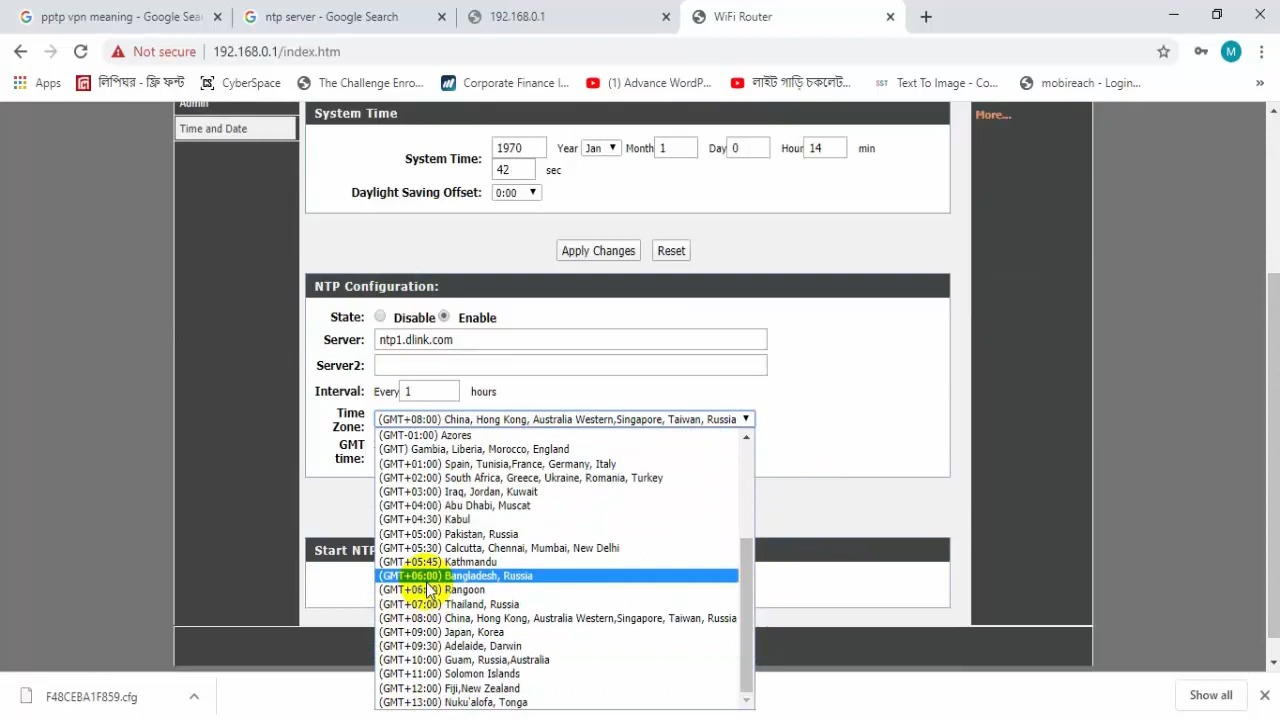 pptp vpn meaning - Google Sea
ntp server - Google Search
192.168.0.1
WiFi Router
Not secure
192.168.0.1/index.htm
M
Apps
লিপিঘর - ফ্রি ফন্ট
CyberSpace
The Challenge Enro...
Corporate Finance I...
(1) Advance WordP...
লাইট গাড়ি চকলেট...
SST
Text To Image - Co...
mobireach - Login...
»
Admin
Time and Date
More...
System Time
System Time: 1970 Year Jan Month 1 Day 0 Hour 14 min
42 sec
Daylight Saving Offset: 0:00
Apply Changes
Reset
NTP Configuration:
State: Disable Enable
Server: ntp1.dlink.com
Server2:
Interval: Every 1 hours
Time Zone: (GMT+08:00) China, Hong Kong, Australia Western,Singapore, Taiwan, Russia
GMT time:
(GMT-01:00) Azores
(GMT) Gambia, Liberia, Morocco, England
(GMT+01:00) Spain, Tunisia,France, Germany, Italy
(GMT+02:00) South Africa, Greece, Ukraine, Romania, Turkey
(GMT+03:00) Iraq, Jordan, Kuwait
(GMT+04:00) Abu Dhabi, Muscat
(GMT+04:30) Kabul
(GMT+05:00) Pakistan, Russia
(GMT+05:30) Calcutta, Chennai, Mumbai, New Delhi
(GMT+05:45) Kathmandu
(GMT+06:00) Bangladesh, Russia
Rangoon
(GMT+07:00) Thailand, Russia
(GMT+08:00) China, Hong Kong, Australia Western,Singapore, Taiwan, Russia
(GMT+09:00) Japan, Korea
(GMT+09:30) Adelaide, Darwin
(GMT+10:00) Guam, Russia,Australia
(GMT+11:00) Solomon Islands
(GMT+12:00) Fiji,New Zealand
(GMT+13:00) Nuku'alofa, Tonga
Start NTP
F48CEBA1F859.cfg
Show all